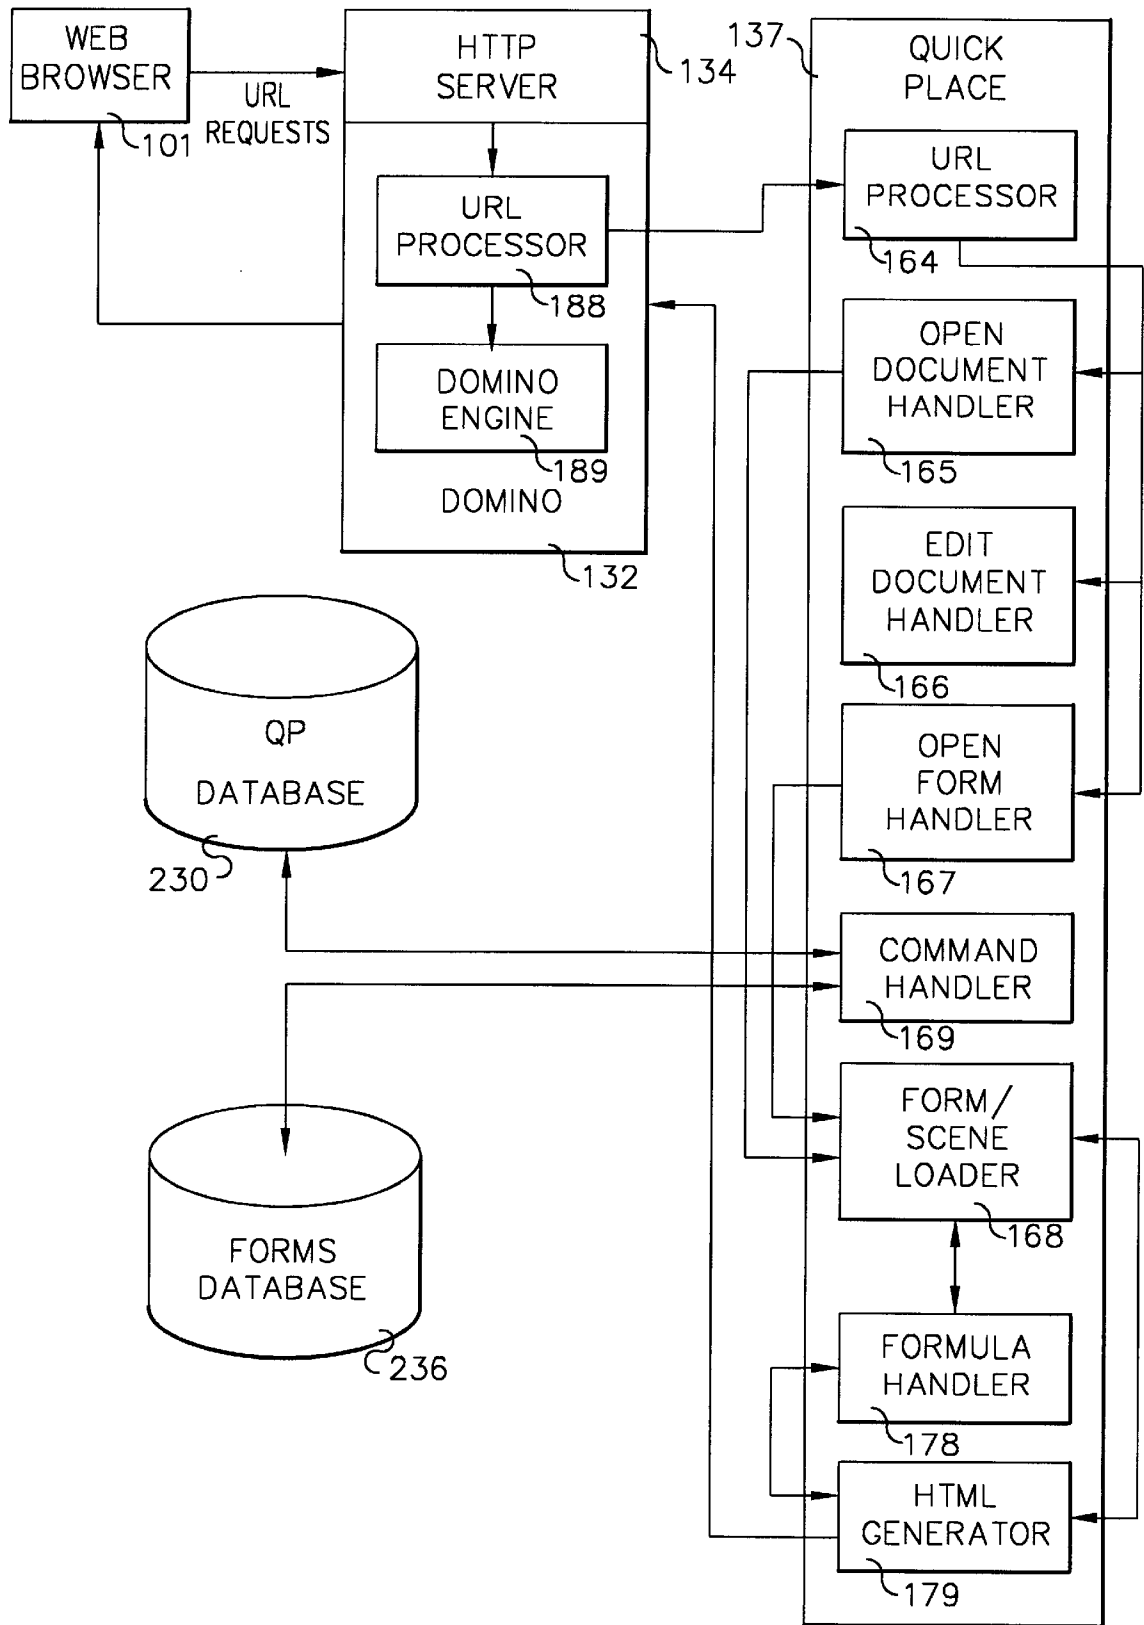 WEB
BROWSER
101
URL
REQUESTS
HTTP
SERVER
134
URL
PROCESSOR
188
DOMINO
ENGINE
189
DOMINO
132
137
QUICK
PLACE
URL
PROCESSOR
164
OPEN
DOCUMENT
HANDLER
165
EDIT
DOCUMENT
HANDLER
166
QP
DATABASE
230
OPEN
FORM
HANDLER
167
COMMAND
HANDLER
169
FORM/
SCENE
LOADER
168
FORMS
DATABASE
236
FORMULA
HANDLER
178
HTML
GENERATOR
179